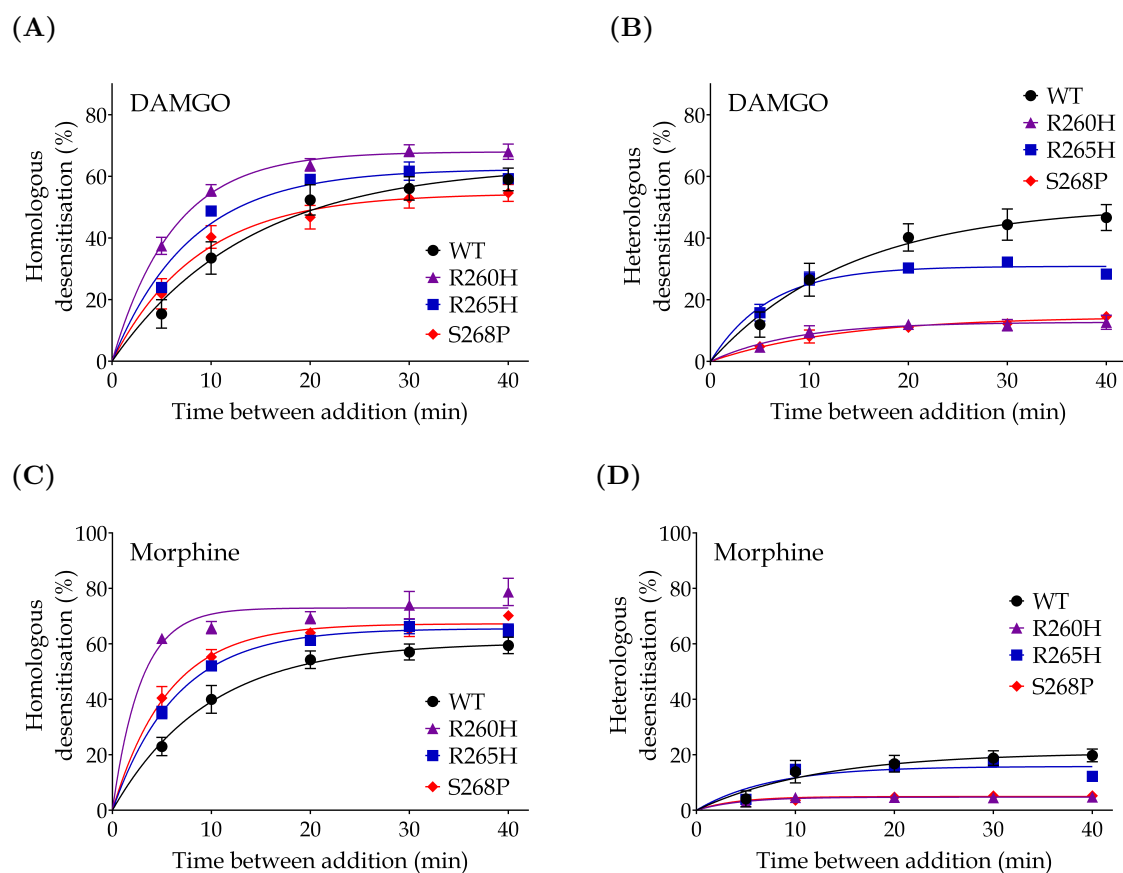 (A)
DAMGO
Homologous
desensitisation (%)
80
60
40
20
0
WT
R260H
R265H
S268P
0 10 20 30 40
Time between addition (min)
(B)
DAMGO
Heterologous
desensitisation (%)
80
60
40
20
0
WT
R260H
R265H
S268P
0 10 20 30 40
Time between addition (min)
(C)
Morphine
Homologous
desensitisation (%)
100
80
60
40
20
0
WT
R260H
R265H
S268P
0 10 20 30 40
Time between addition (min)
(D)
Morphine
Heterologous
desensitisation (%)
100
80
60
40
20
0
WT
R260H
R265H
S268P
0 10 20 30 40
Time between addition (min)